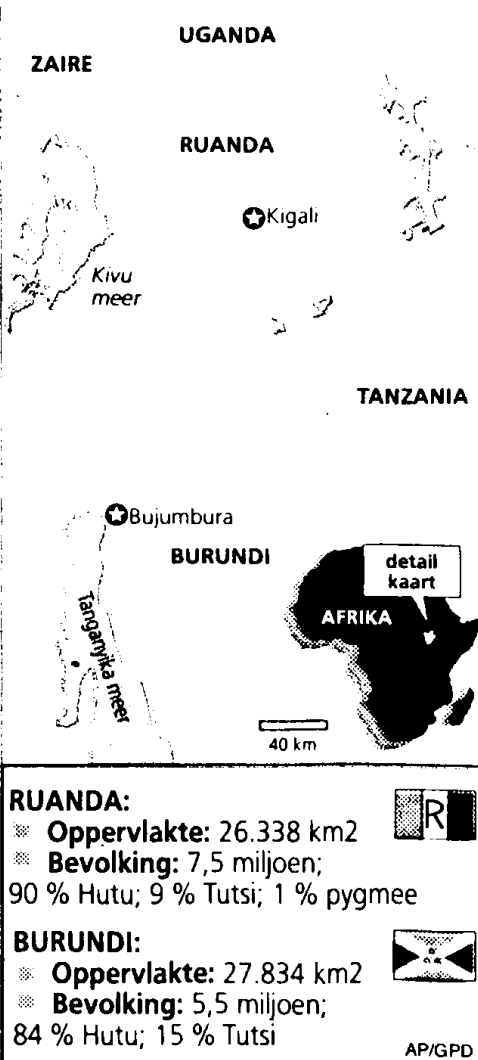 UGANDA
ZAIRE
RUANDA
Kigali
Kivu
meer
TANZANIA
Bujumbura
BURUNDI
detail
kaart
AFRIKA
Tanganyika meer
40 km
RUANDA:
Oppervlakte: 26.338 km2
R
Bevolking: 7,5 miljoen;
90 % Hutu; 9 % Tutsi; 1 % pygmee
BURUNDI:
Oppervlakte: 27.834 km2
Bevolking: 5,5 miljoen;
84 % Hutu; 15 % Tutsi
AP/GPD